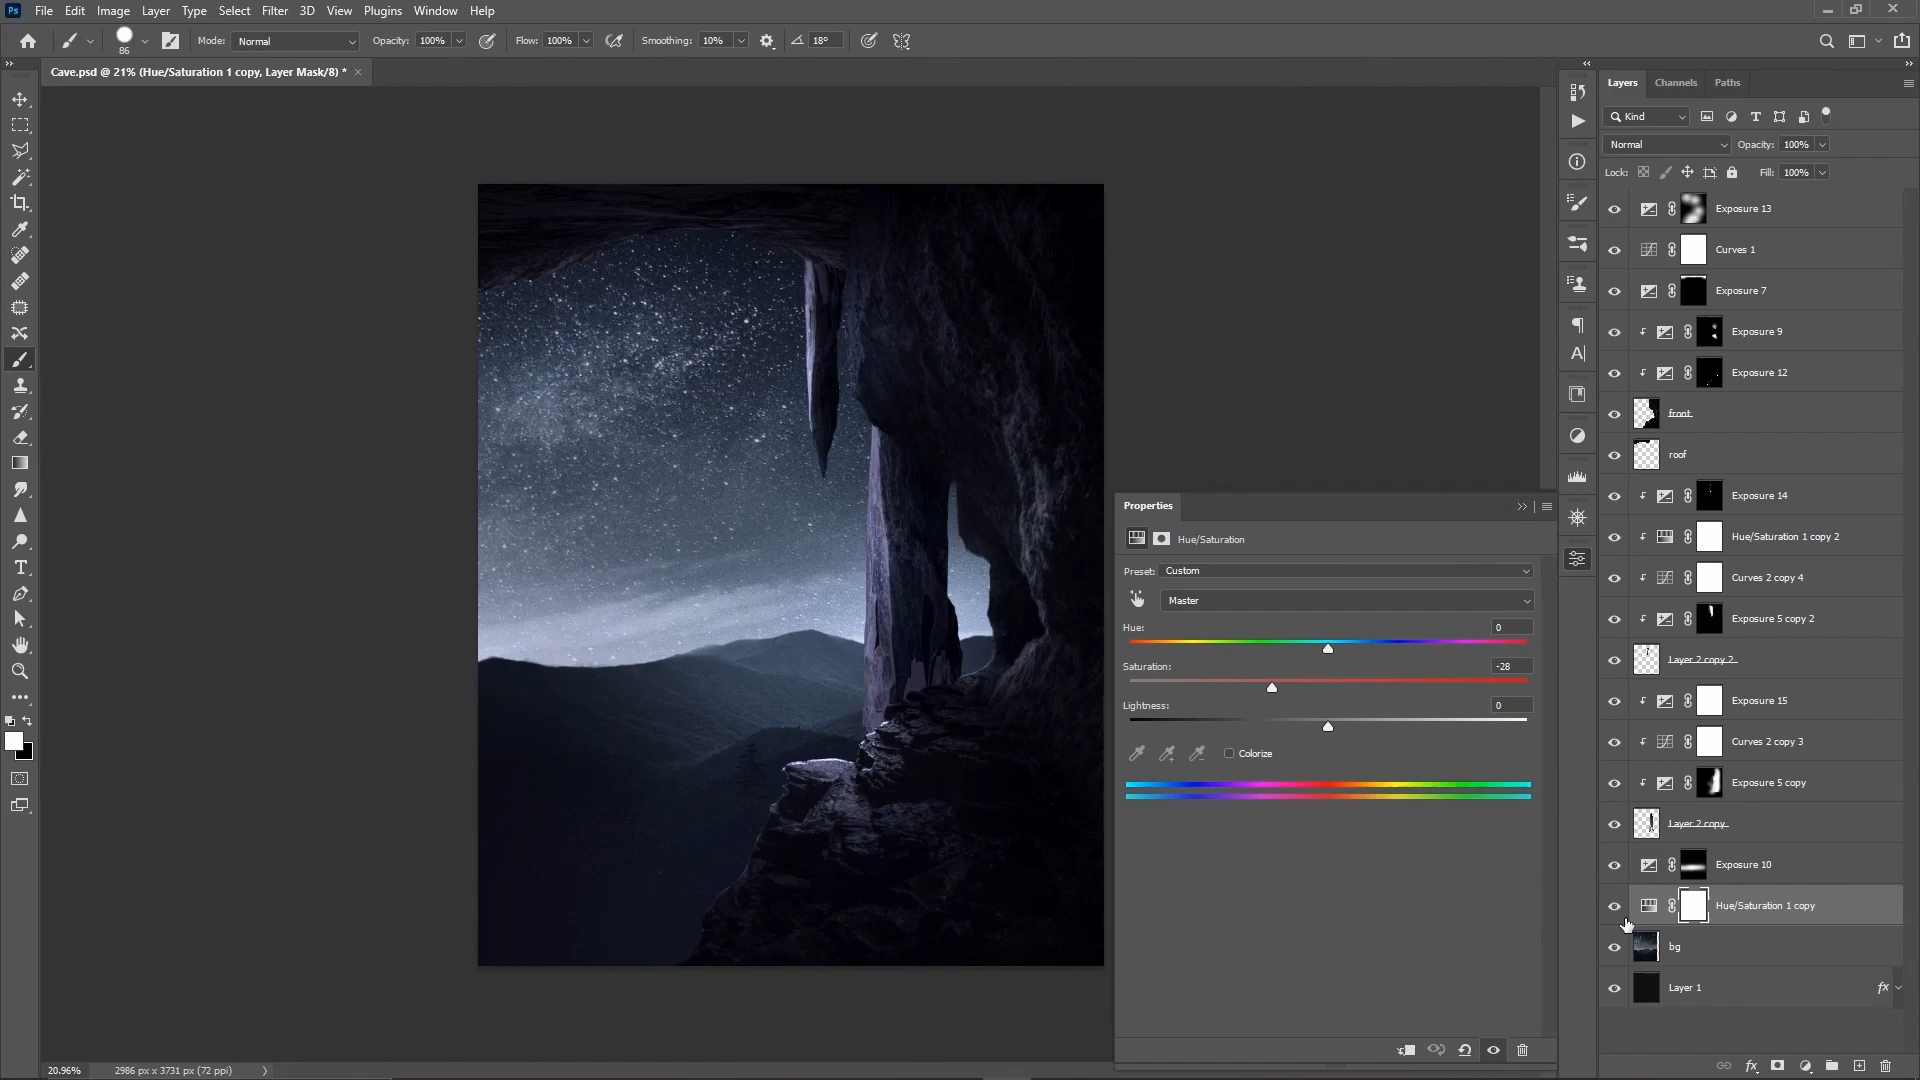 Ps File Edit Image Layer Type Select Filter 3D View Plugins Window Help
86 Mode: Normal Opacity: 100% Flow: 100% Smoothing: 10% 18°
Cave.psd @ 21% (Hue/Saturation 1 copy, Layer Mask/8) *
Layers Channels Paths
Kind
Normal Opacity: 100%
Lock: Fill: 100%
Exposure 13
Curves 1
Exposure 7
Exposure 9
Exposure 12
front
roof
Exposure 14
Hue/Saturation 1 copy 2
Curves 2 copy 4
Exposure 5 copy 2
Layer 2 copy 2
Exposure 15
Curves 2 copy 3
Exposure 5 copy
Layer 2 copy
Exposure 10
Hue/Saturation 1 copy
bg
Layer 1 fx
fx
Properties
Hue/Saturation
Preset: Custom
Master
Hue: 0
Saturation: -28
Lightness: 0
Colorize
20.96% 2986 px x 3731 px (72 ppi)